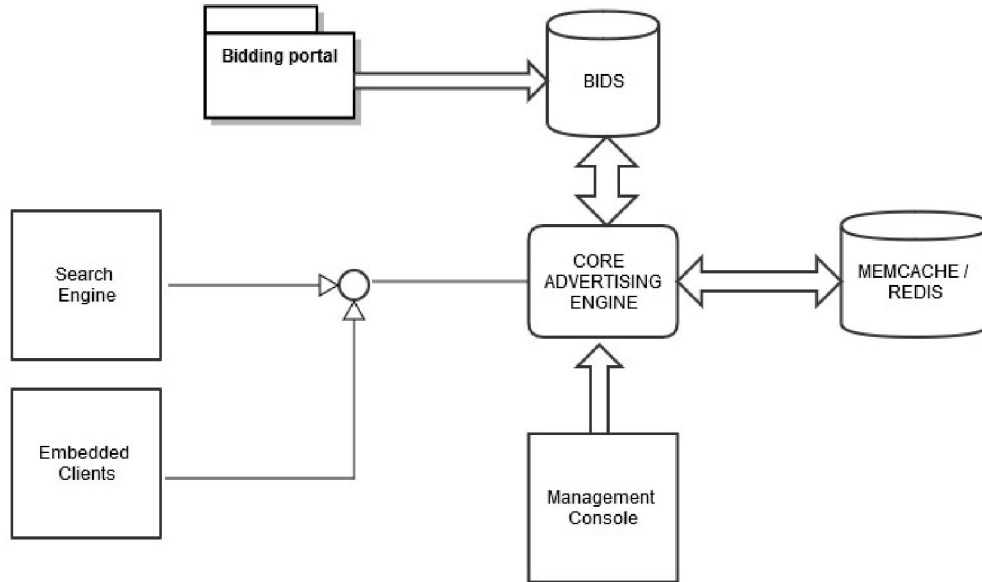 Bidding portal
BIDS
Search
Engine
CORE
ADVERTISING
ENGINE
MEMCACHE /
REDIS
Embedded
Clients
Management
Console